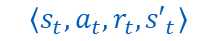 ⟨s_t, a_t, r_t, s'_t⟩